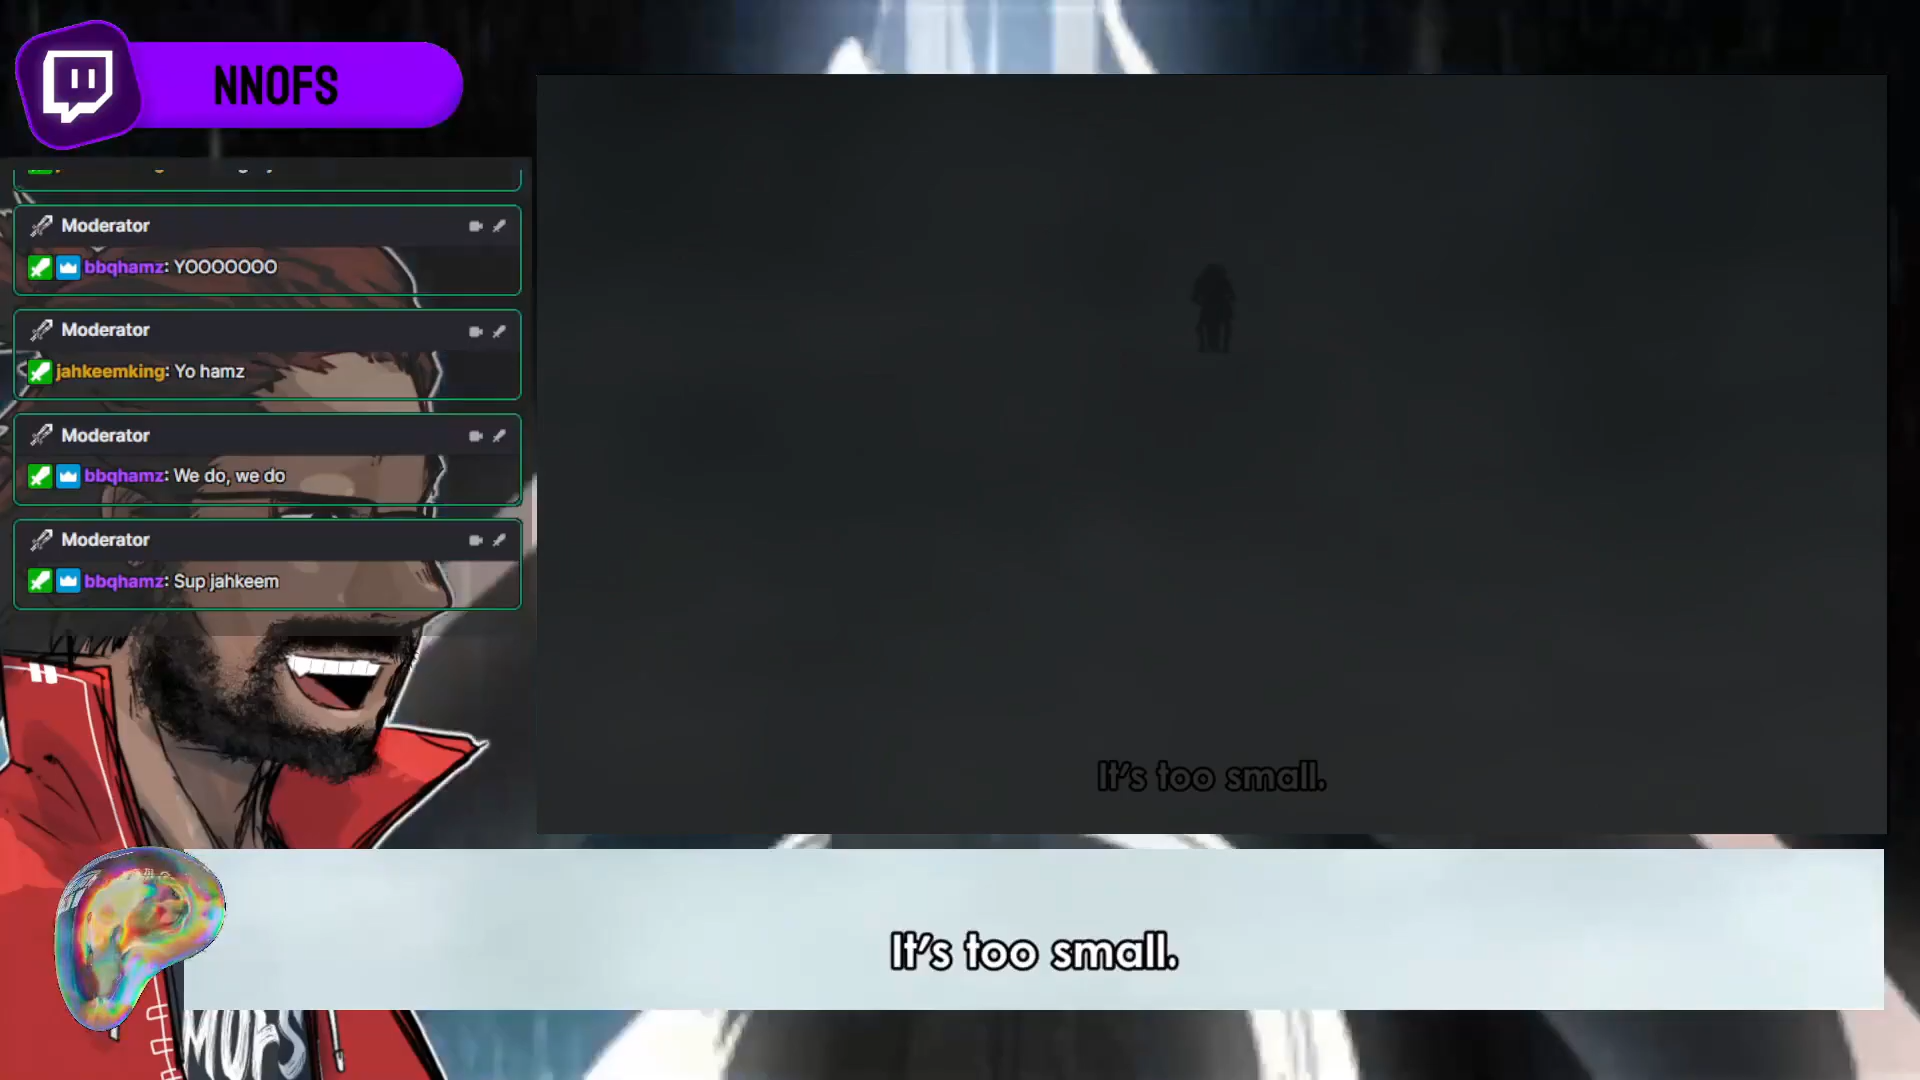 NNOFS
Moderator
bbqhamz: YOOOOOOO
Moderator
jahkeemking: Yo hamz
Moderator
bbqhamz: We do, we do
Moderator
bbqhamz: Sup jahkeem
It's too small.
It's too small.